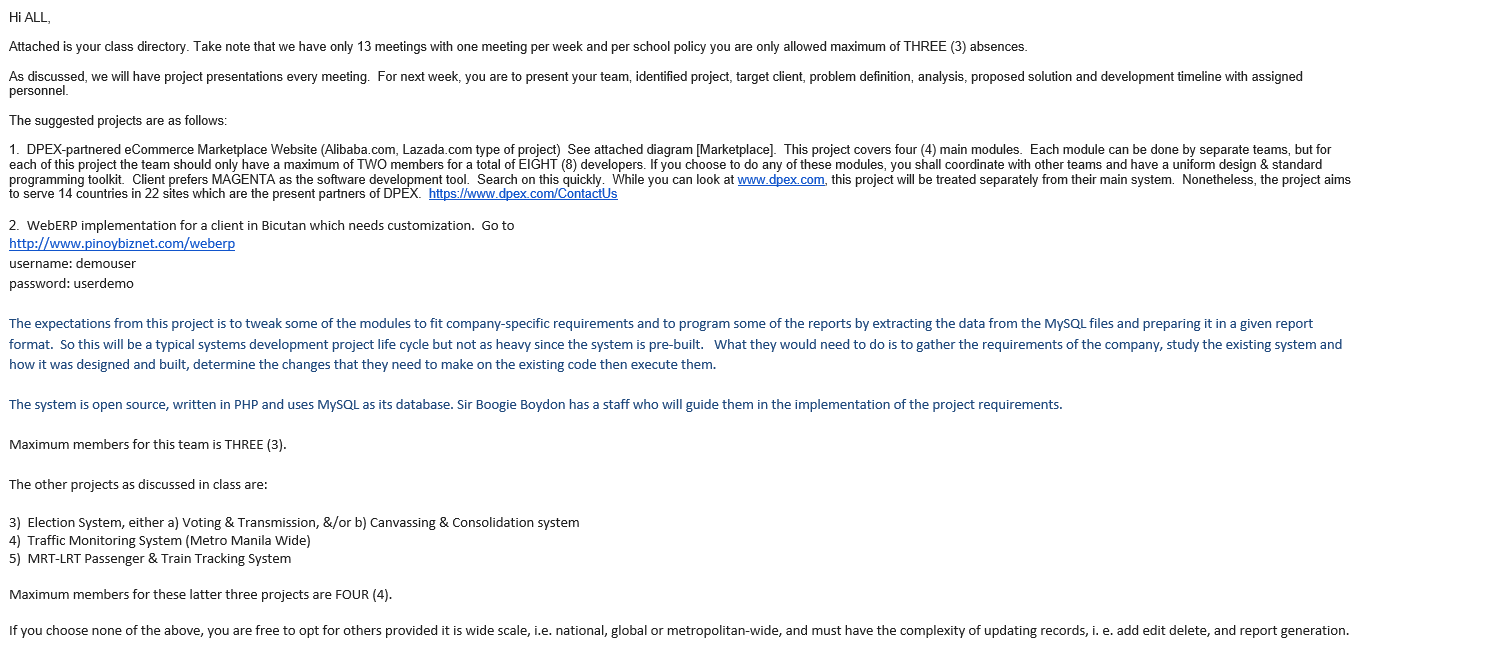 Hi ALL,
Attached is your class directory. Take note that we have only 13 meetings with one meeting per week and per school policy you are only allowed maximum of THREE (3) absences.
As discussed, we will have project presentations every meeting.  For next week, you are to present your team, identified project, target client, problem definition, analysis, proposed solution and development timeline with assigned
personnel.
The suggested projects are as follows:
1.  DPEX-partnered eCommerce Marketplace Website (Alibaba.com, Lazada.com type of project)  See attached diagram [Marketplace].  This project covers four (4) main modules.  Each module can be done by separate teams, but for
each of this project the team should only have a maximum of TWO members for a total of EIGHT (8) developers. If you choose to do any of these modules, you shall coordinate with other teams and have a uniform design & standard
programming toolkit.  Client prefers MAGENTA as the software development tool.  Search on this quickly.  While you can look at www.dpex.com, this project will be treated separately from their main system.  Nonetheless, the project aims
to serve 14 countries in 22 sites which are the present partners of DPEX.  https://www.dpex.com/ContactUs
2.  WebERP implementation for a client in Bicutan which needs customization.  Go to
http://www.pinoybiznet.com/weberp
username: demouser
password: userdemo
The expectations from this project is to tweak some of the modules to fit company-specific requirements and to program some of the reports by extracting the data from the MySQL files and preparing it in a given report
format.  So this will be a typical systems development project life cycle but not as heavy since the system is pre-built.   What they would need to do is to gather the requirements of the company, study the existing system and
how it was designed and built, determine the changes that they need to make on the existing code then execute them.
The system is open source, written in PHP and uses MySQL as its database. Sir Boogie Boydon has a staff who will guide them in the implementation of the project requirements.
Maximum members for this team is THREE (3).
The other projects as discussed in class are:
3)  Election System, either a) Voting & Transmission, &/or b) Canvassing & Consolidation system
4)  Traffic Monitoring System (Metro Manila Wide)
5)  MRT-LRT Passenger & Train Tracking System
Maximum members for these latter three projects are FOUR (4).
If you choose none of the above, you are free to opt for others provided it is wide scale, i.e. national, global or metropolitan-wide, and must have the complexity of updating records, i. e. add edit delete, and report generation.